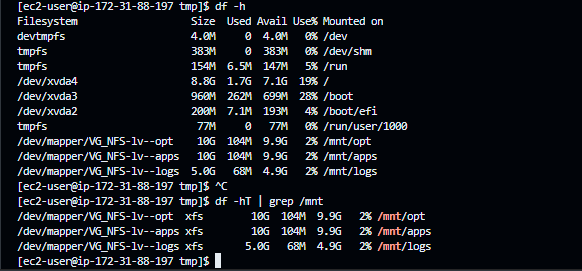 [ec2-user@ip-172-31-88-197 tmp]$ df -h
Filesystem                      Size  Used Avail Use% Mounted on
devtmpfs                        4.0M     0  4.0M   0% /dev
tmpfs                           383M     0  383M   0% /dev/shm
tmpfs                           154M  6.5M  147M   5% /run
/dev/xvda4                      8.8G  1.7G  7.1G  19% /
/dev/xvda3                      960M  262M  699M  28% /boot
/dev/xvda2                      200M  7.1M  193M   4% /boot/efi
tmpfs                            77M     0   77M   0% /run/user/1000
/dev/mapper/VG_NFS-lv--opt       10G  104M  9.9G   2% /mnt/opt
/dev/mapper/VG_NFS-lv--apps      10G  104M  9.9G   2% /mnt/apps
/dev/mapper/VG_NFS-lv--logs     5.0G   68M  4.9G   2% /mnt/logs
[ec2-user@ip-172-31-88-197 tmp]$ ^C
[ec2-user@ip-172-31-88-197 tmp]$ df -hT | grep /mnt
/dev/mapper/VG_NFS-lv--opt  xfs        10G  104M  9.9G   2% /mnt/opt
/dev/mapper/VG_NFS-lv--apps xfs        10G  104M  9.9G   2% /mnt/apps
/dev/mapper/VG_NFS-lv--logs xfs       5.0G   68M  4.9G   2% /mnt/logs
[ec2-user@ip-172-31-88-197 tmp]$